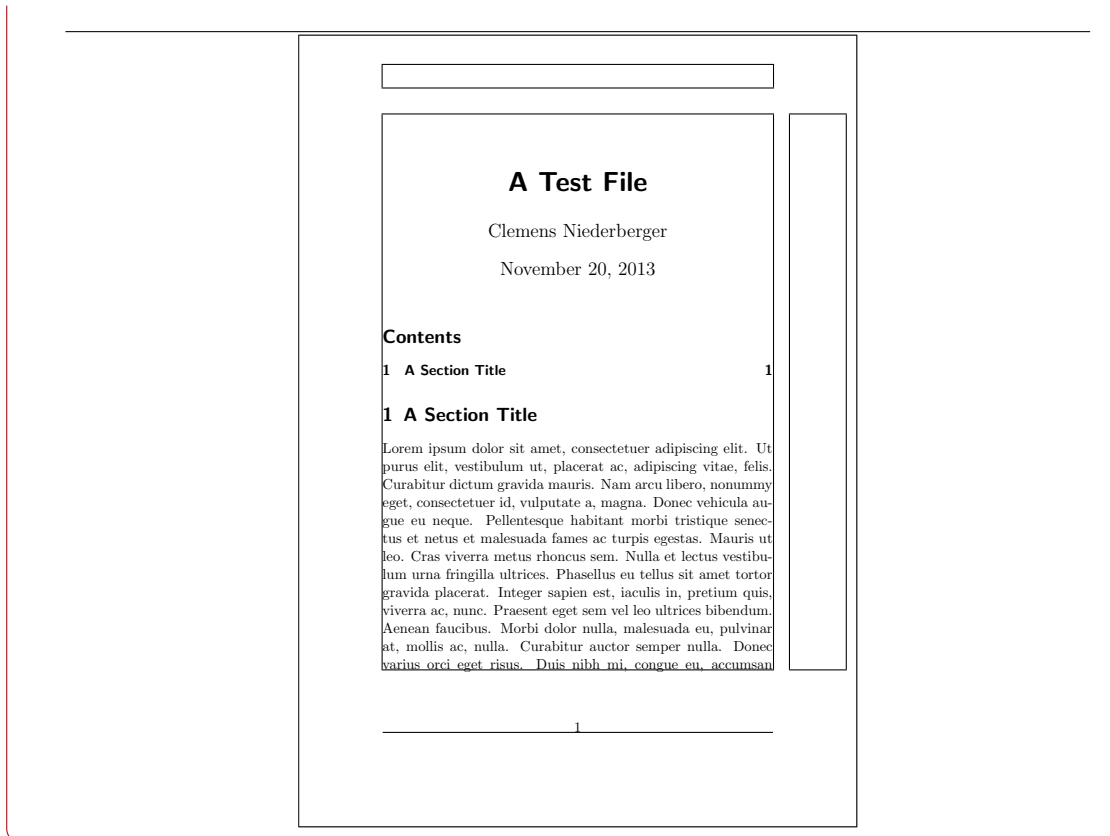 A Test File
Clemens Niederberger
November 20, 2013
Contents
1 A Section Title 1
1 A Section Title
Lorem ipsum dolor sit amet, consectetuer adipiscing elit. Ut
purus elit, vestibulum ut, placerat ac, adipiscing vitae, felis.
Curabitur dictum gravida mauris. Nam arcu libero, nonummy
eget, consectetuer id, vulputate a, magna. Donec vehicula au-
gue eu neque. Pellentesque habitant morbi tristique senec-
tus et netus et malesuada fames ac turpis egestas. Mauris ut
leo. Cras viverra metus rhoncus sem. Nulla et lectus vestibu-
lum urna fringilla ultrices. Phasellus eu tellus sit amet tortor
gravida placerat. Integer sapien est, iaculis in, pretium quis,
viverra ac, nunc. Praesent eget sem vel leo ultrices bibendum.
Aenean faucibus. Morbi dolor nulla, malesuada eu, pulvinar
at, mollis ac, nulla. Curabitur auctor semper nulla. Donec
varius orci eget risus. Duis nibh mi, congue eu, accumsan
1